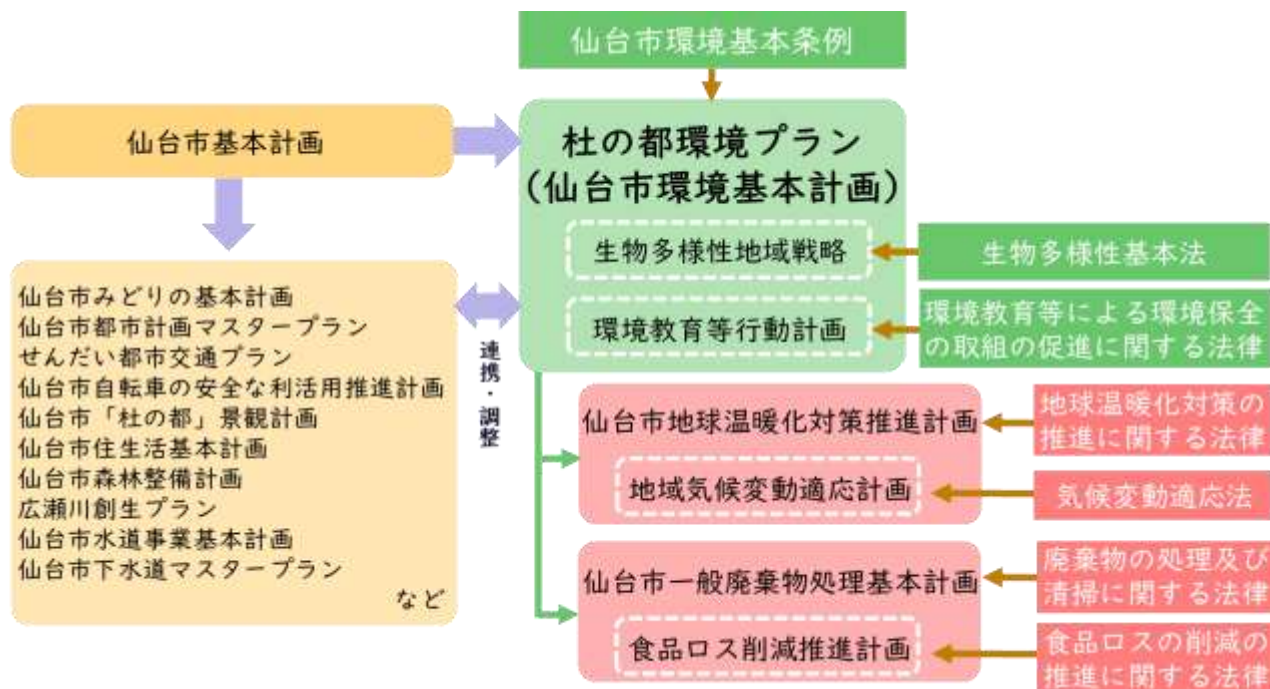 仙台市環境基本条例
仙台市基本計画
杜の都環境プラン
(仙台市環境基本計画)
生物多様性地域戦略
生物多様性基本法
環境教育等行動計画
環境教育等による環境保全
の取組の促進に関する法律
仙台市みどりの基本計画
仙台市都市計画マスタープラン
せんだい都市交通プラン
仙台市自転車の安全な利活用推進計画
仙台市「杜の都」景観計画
仙台市住生活基本計画
仙台市森林整備計画
広瀬川創生プラン
仙台市水道事業基本計画
仙台市下水道マスタープラン
など
連携・調整
仙台市地球温暖化対策推進計画
地球温暖化対策の
推進に関する法律
地域気候変動適応計画
気候変動適応法
仙台市一般廃棄物処理基本計画
廃棄物の処理及び
清掃に関する法律
食品ロス削減推進計画
食品ロスの削減の
推進に関する法律